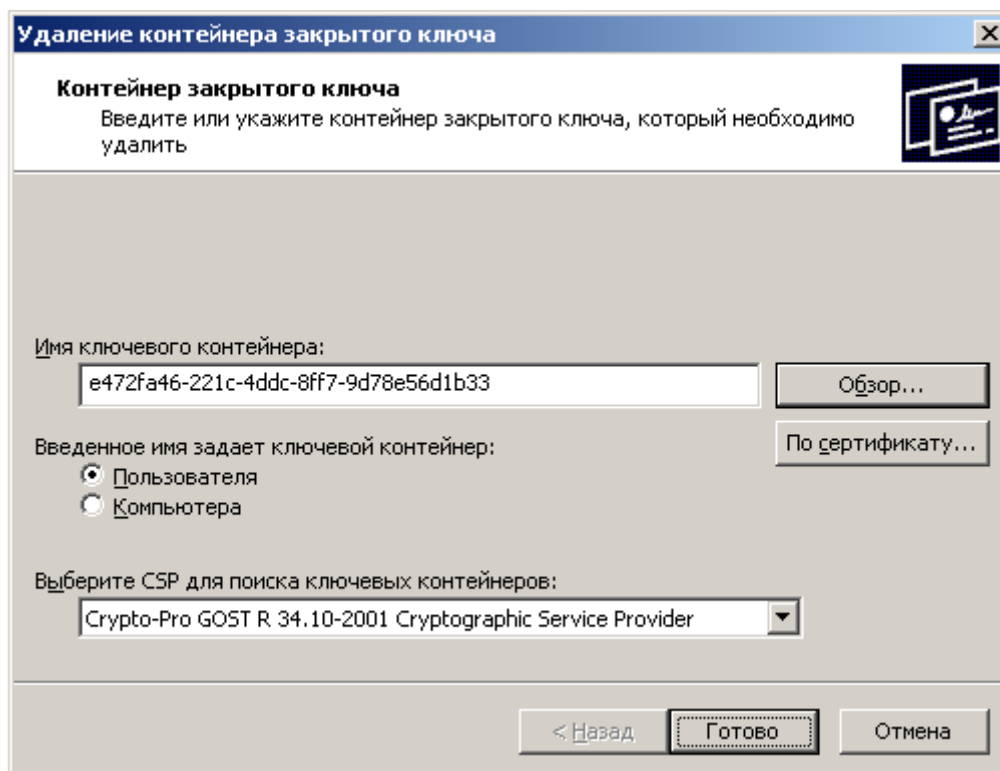 Удаление контейнера закрытого ключа
Контейнер закрытого ключа
Введите или укажите контейнер закрытого ключа, который необходимо
удалить
Имя ключевого контейнера:
e472fa46-221c-4ddc-8ff7-9d78e56d1b33
Обзор...
Введенное имя задает ключевой контейнер:
По сертификату...
Пользователя
Компьютера
Выберите CSP для поиска ключевых контейнеров:
Crypto-Pro GOST R 34.10-2001 Cryptographic Service Provider
< Назад
Готово
Отмена